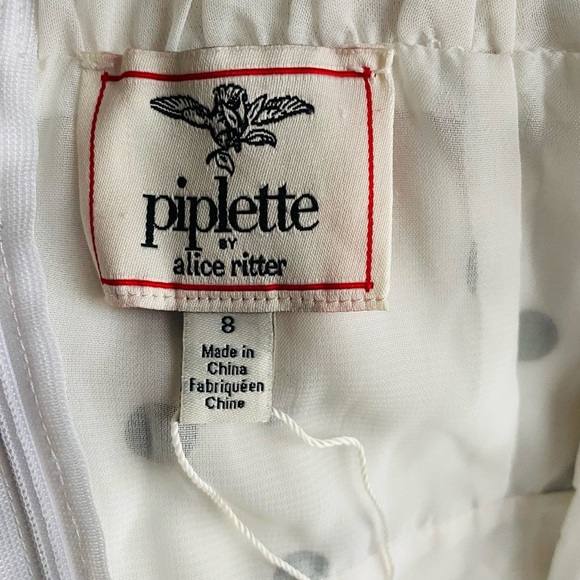 piplette
BY
alice ritter
8
Made in
China
Fabriquéen
Chine